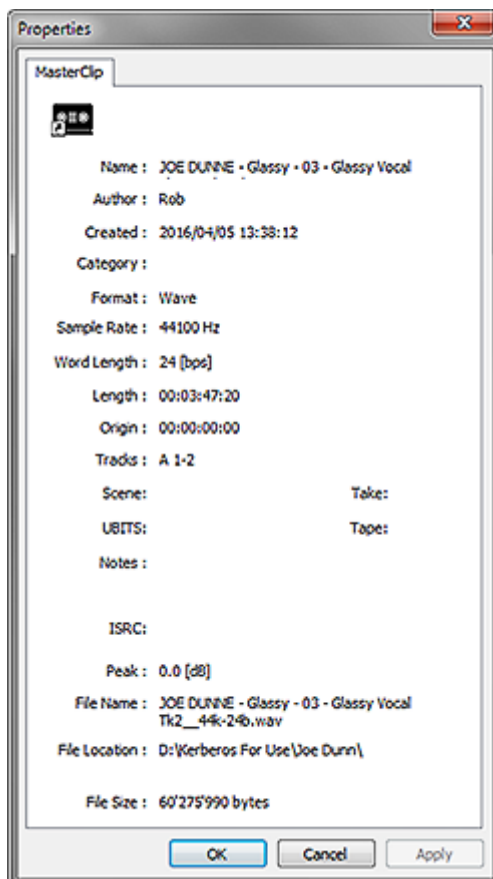 Properties
MasterClip
Name : JOE DUNNE - Glassy - 03 - Glassy Vocal
Author : Rob
Created : 2016/04/05 13:38:12
Category :
Format : Wave
Sample Rate : 44100 Hz
Word Length : 24 [bps]
Length : 00:03:47:20
Origin : 00:00:00:00
Tracks : A 1-2
Scene: Take:
UBITS: Tape:
Notes :
ISRC:
Peak : 0.0 [dB]
File Name : JOE DUNNE - Glassy - 03 - Glassy Vocal
Tk2__44k-24b.wav
File Location : D:\Kerberos For Use\Joe Dunn\
File Size : 60'275'990 bytes
OK Cancel Apply